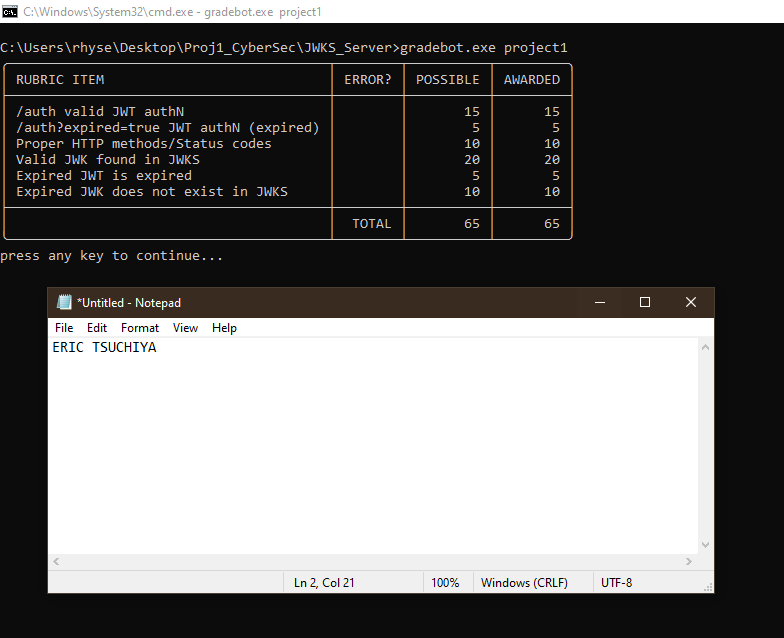 C:\Windows\System32\cmd.exe - gradebot.exe  project1
C:\Users\rhyse\Desktop\Proj1_CyberSec\JWKS_Server>gradebot.exe project1
RUBRIC ITEM ERROR? POSSIBLE AWARDED
/auth valid JWT authN 15 15
/auth?expired=true JWT authN (expired) 5 5
Proper HTTP methods/Status codes 10 10
Valid JWK found in JWKS 20 20
Expired JWT is expired 5 5
Expired JWK does not exist in JWKS 10 10
TOTAL 65 65
press any key to continue...
*Untitled - Notepad
File Edit Format View Help
ERIC TSUCHIYA
Ln 2, Col 21 100% Windows (CRLF) UTF-8